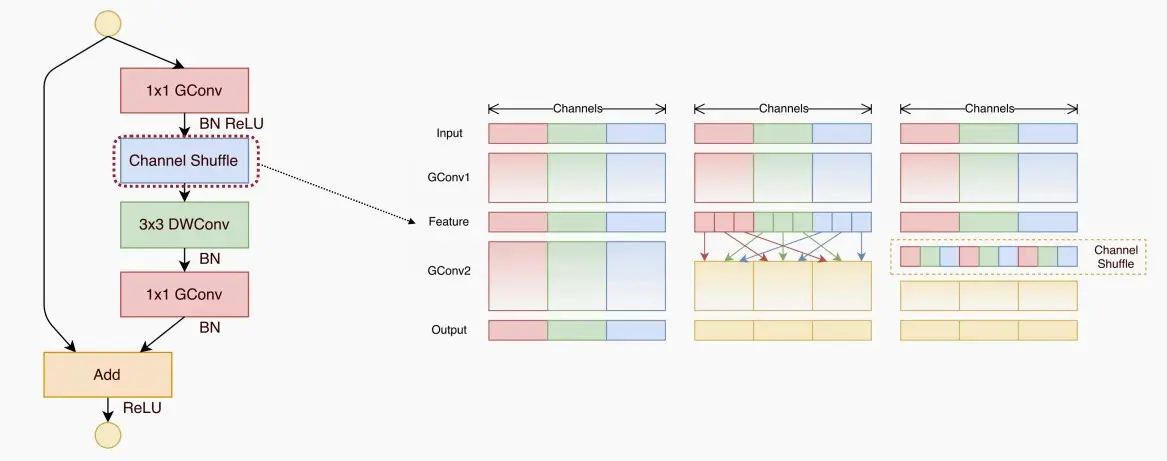 1x1 GConv
BN ReLU
Channel Shuffle
3x3 DWConv
BN
1x1 GConv
BN
Add
ReLU
Channels
Channels
Channels
Input
GConv1
Feature
GConv2
Output
Channel
Shuffle